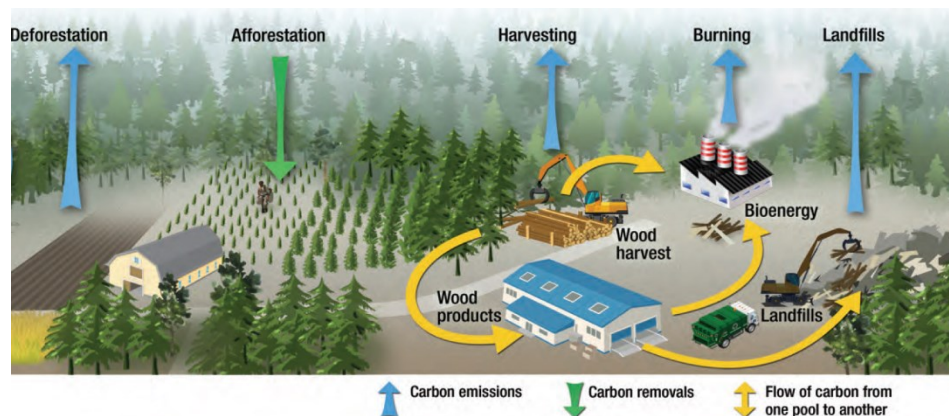 Deforestation
Afforestation
Harvesting
Burning
Landfills
Bioenergy
Wood
harvest
Wood
products
Landfills
Carbon emissions
Carbon removals
Flow of carbon from
one pool to another